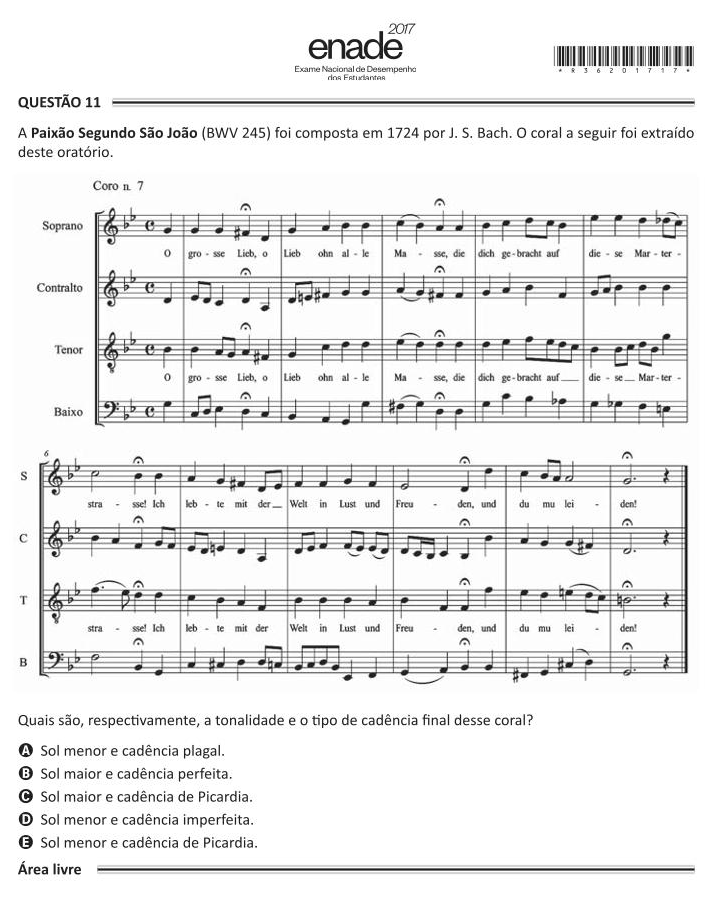 2017
enade
Exame Nacional de Desempenho
dos Estudantes
*R3620171 7*
QUESTÃO 11
A Paixão Segundo São João (BWV 245) foi composta em 1724 por J. S. Bach. O coral a seguir foi extraído
deste oratório.
Coro n. 7
Soprano
O gro - sse Lieb, o Lieb ohn al - le Ma - sse, die dich ge-bracht auf die - se Mar - ter -
Contralto
Tenor
O gro - sse Lieb, o Lieb ohn al - le Ma - sse, die dich ge-bracht auf die - se Mar - ter -
Baixo
6
S
stra - sse! Ich leb - te mit der Welt in Lust und Freu - den, und du mu lei - den!
C
T
stra - sse! Ich leb - te mit der Welt in Lust und Freu - den, und du mu lei - den!
B
Quais são, respectivamente, a tonalidade e o tipo de cadência final desse coral?
A Sol menor e cadência plagal.
B Sol maior e cadência perfeita.
C Sol maior e cadência de Picardia.
D Sol menor e cadência imperfeita.
E Sol menor e cadência de Picardia.
Área livre